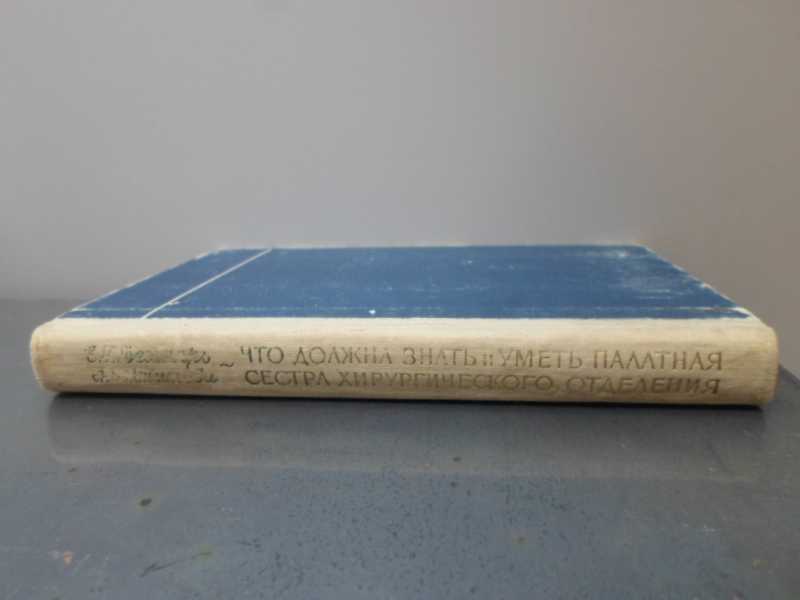 ЧТО ДОЛЖНА ЗНАТЬ и УМЕТЬ ПАЛАТНАЯ
СЕСТРА ХИРУРГИЧЕСКОГО ОТДЕЛЕНИЯ